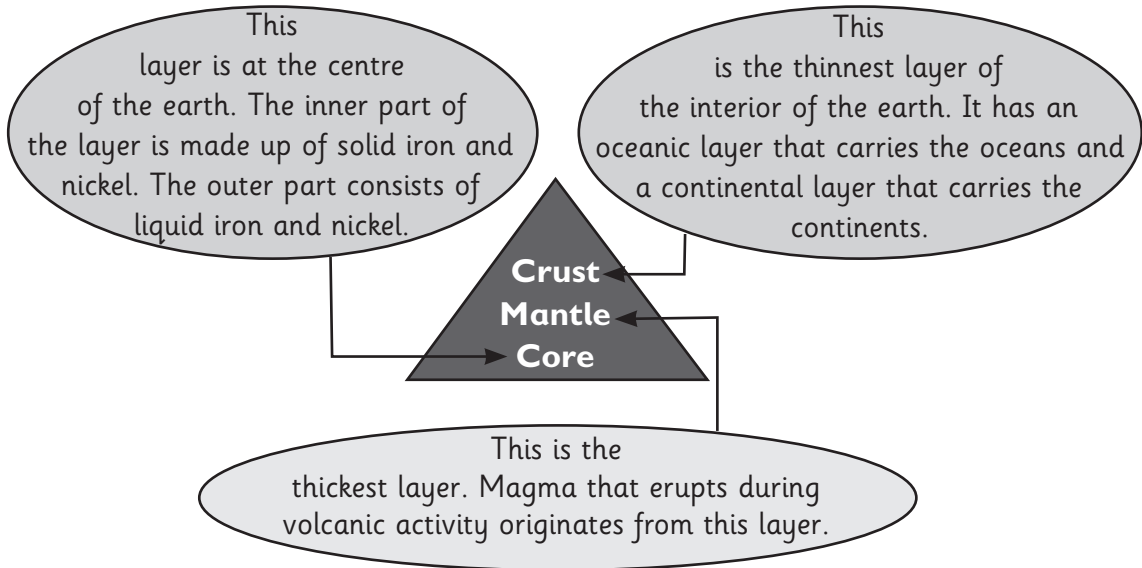 This
layer is at the centre
of the earth. The inner part of
the layer is made up of solid iron and
nickel. The outer part consists of
liquid iron and nickel.
This
is the thinnest layer of
the interior of the earth. It has an
oceanic layer that carries the oceans and
a continental layer that carries the
continents.
Crust
Mantle
Core
This is the
thickest layer. Magma that erupts during
volcanic activity originates from this layer.